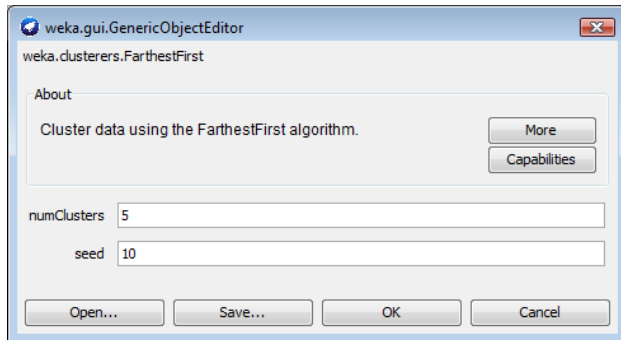 weka.gui.GenericObjectEditor
weka.clusterers.FarthestFirst
About
Cluster data using the FarthestFirst algorithm.
More
Capabilities
numClusters 5
seed 10
Open... Save... OK Cancel